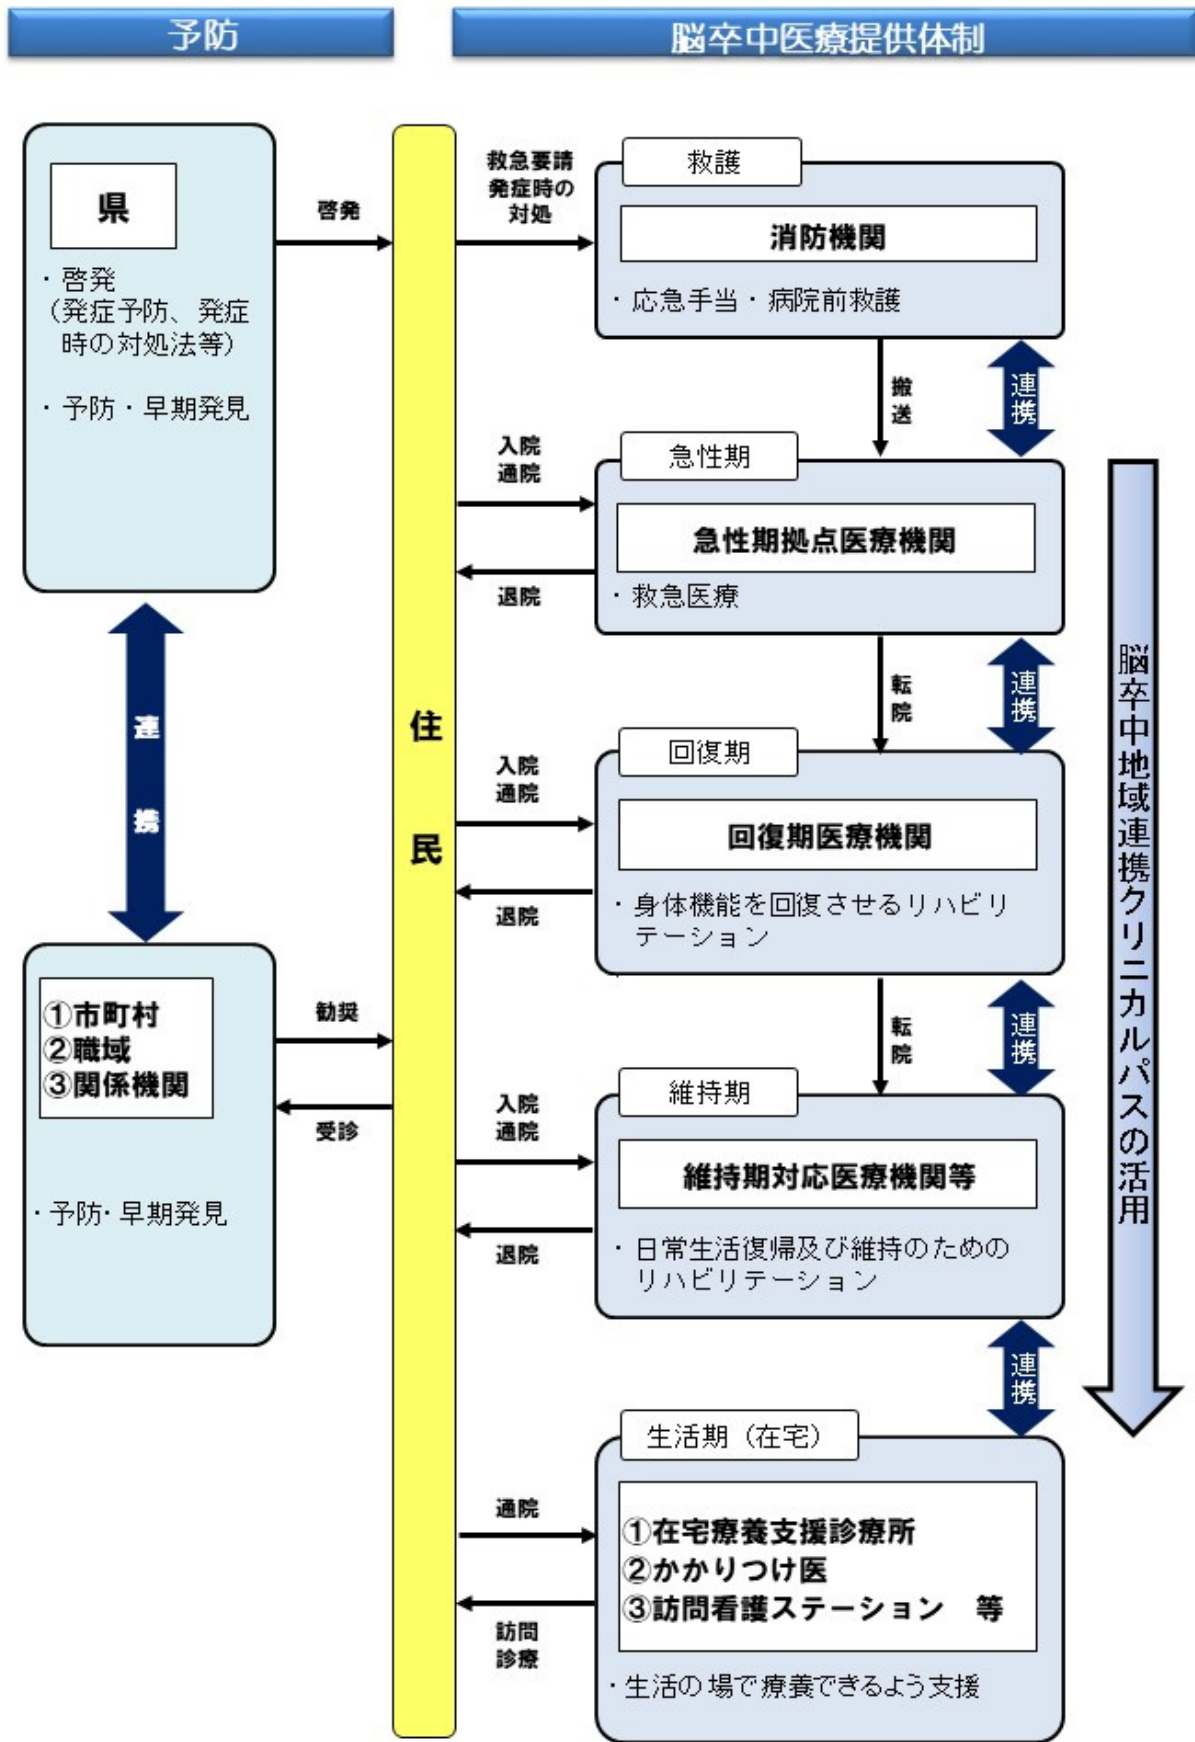 予防
脳卒中医療提供体制
県
・啓発
（発症予防、発症
時の対処法等）
・予防・早期発見
啓発
連
携
①市町村
②職域
③関係機関
・予防・早期発見
勧奨
受診
住
民
救急要請
発症時の
対処
救護
消防機関
・応急手当・病院前救護
搬
送
連
携
入院
通院
退院
急性期
急性期拠点医療機関
・救急医療
転
院
連
携
入院
通院
退院
回復期
回復期医療機関
・身体機能を回復させるリハビリ
テーション
転
院
連
携
入院
通院
退院
維持期
維持期対応医療機関等
・日常生活復帰及び維持のための
リハビリテーション
連
携
通院
訪問
診療
生活期（在宅）
①在宅療養支援診療所
②かかりつけ医
③訪問看護ステーション　等
・生活の場で療養できるよう支援
脳卒中地域連携クリニカルパスの活用